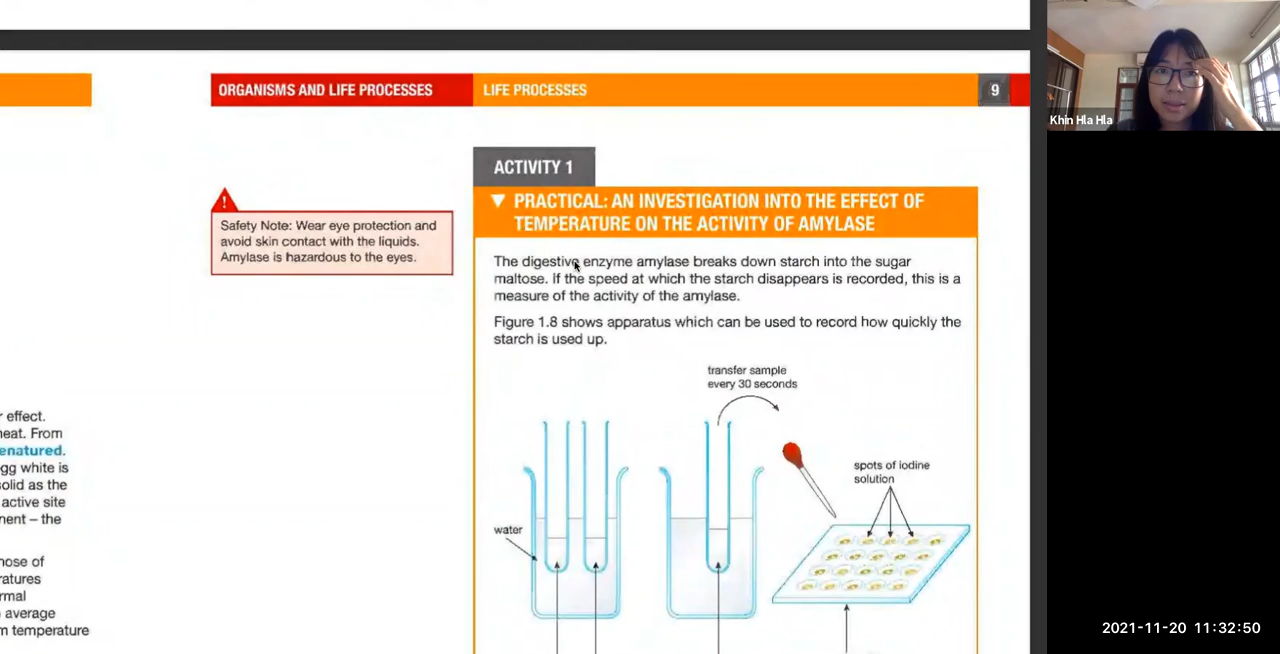 ORGANISMS AND LIFE PROCESSES
LIFE PROCESSES
9
Khin Hla Hla
ACTIVITY 1
PRACTICAL: AN INVESTIGATION INTO THE EFFECT OF
TEMPERATURE ON THE ACTIVITY OF AMYLASE
!
Safety Note: Wear eye protection and
avoid skin contact with the liquids.
Amylase is hazardous to the eyes.
The digestive enzyme amylase breaks down starch into the sugar
maltose. If the speed at which the starch disappears is recorded, this is a
measure of the activity of the amylase.
Figure 1.8 shows apparatus which can be used to record how quickly the
starch is used up.
transfer sample
every 30 seconds
spots of iodine
solution
water
effect.
heat. From
enatured.
gg white is
solid as the
active site
nent – the
hose of
ratures
rmal
average
m temperature
2021-11-20 11:32:50